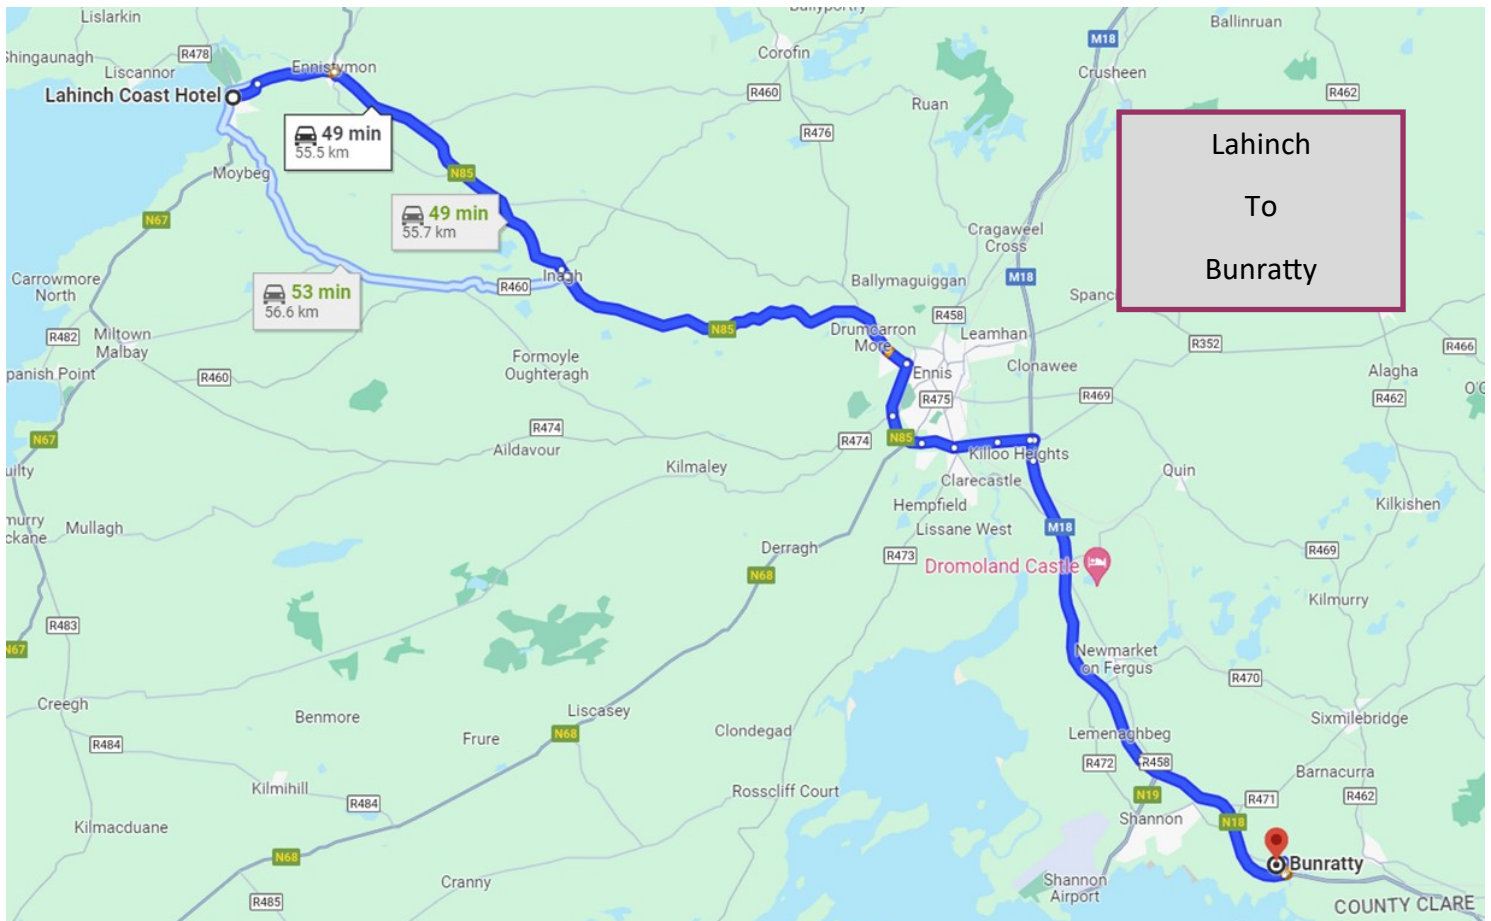 Lislarkin
Ballyportry
Ballinruan
Shingaunagh
R478
Corofin
M18
Liscannor
Ennistymon
Crusheen
Lahinch Coast Hotel
R460
Ruan
R462
49 min
55.5 km
R476
Lahinch
To
Bunratty
Moybeg
N85
49 min
55.7 km
N67
Cragaweel
Cross
Carrowmore
North
53 min
56.6 km
R460
Inagh
Ballymaguiggan
M18
R482
Miltown
Malbay
N85
Drumcarron
More
R458
Leamhan
R352
R466
Formoyle
Oughteragh
Ennis
Clonawee
Alagha
R460
R475
R469
R462
N67
R474
Aildavour
R474
N85
Killoo Heights
Kilmaley
Clarecastle
Quin
Hempfield
Kilkishen
Mullagh
Lissane West
M18
Derragh
R473
Dromoland Castle
R469
N68
R483
Kilmurry
N67
Newmarket
on Fergus
R470
Creegh
Benmore
Liscasey
Sixmilebridge
Frure
N68
Clondegad
Lemenaghbeg
R484
R472
R458
Barnacurra
Kilmihill
R484
Rosscliff Court
N19
R471
R462
Kilmacduane
Shannon
N18
N68
Bunratty
Cranny
Shannon
Airport
R485
COUNTY CLARE